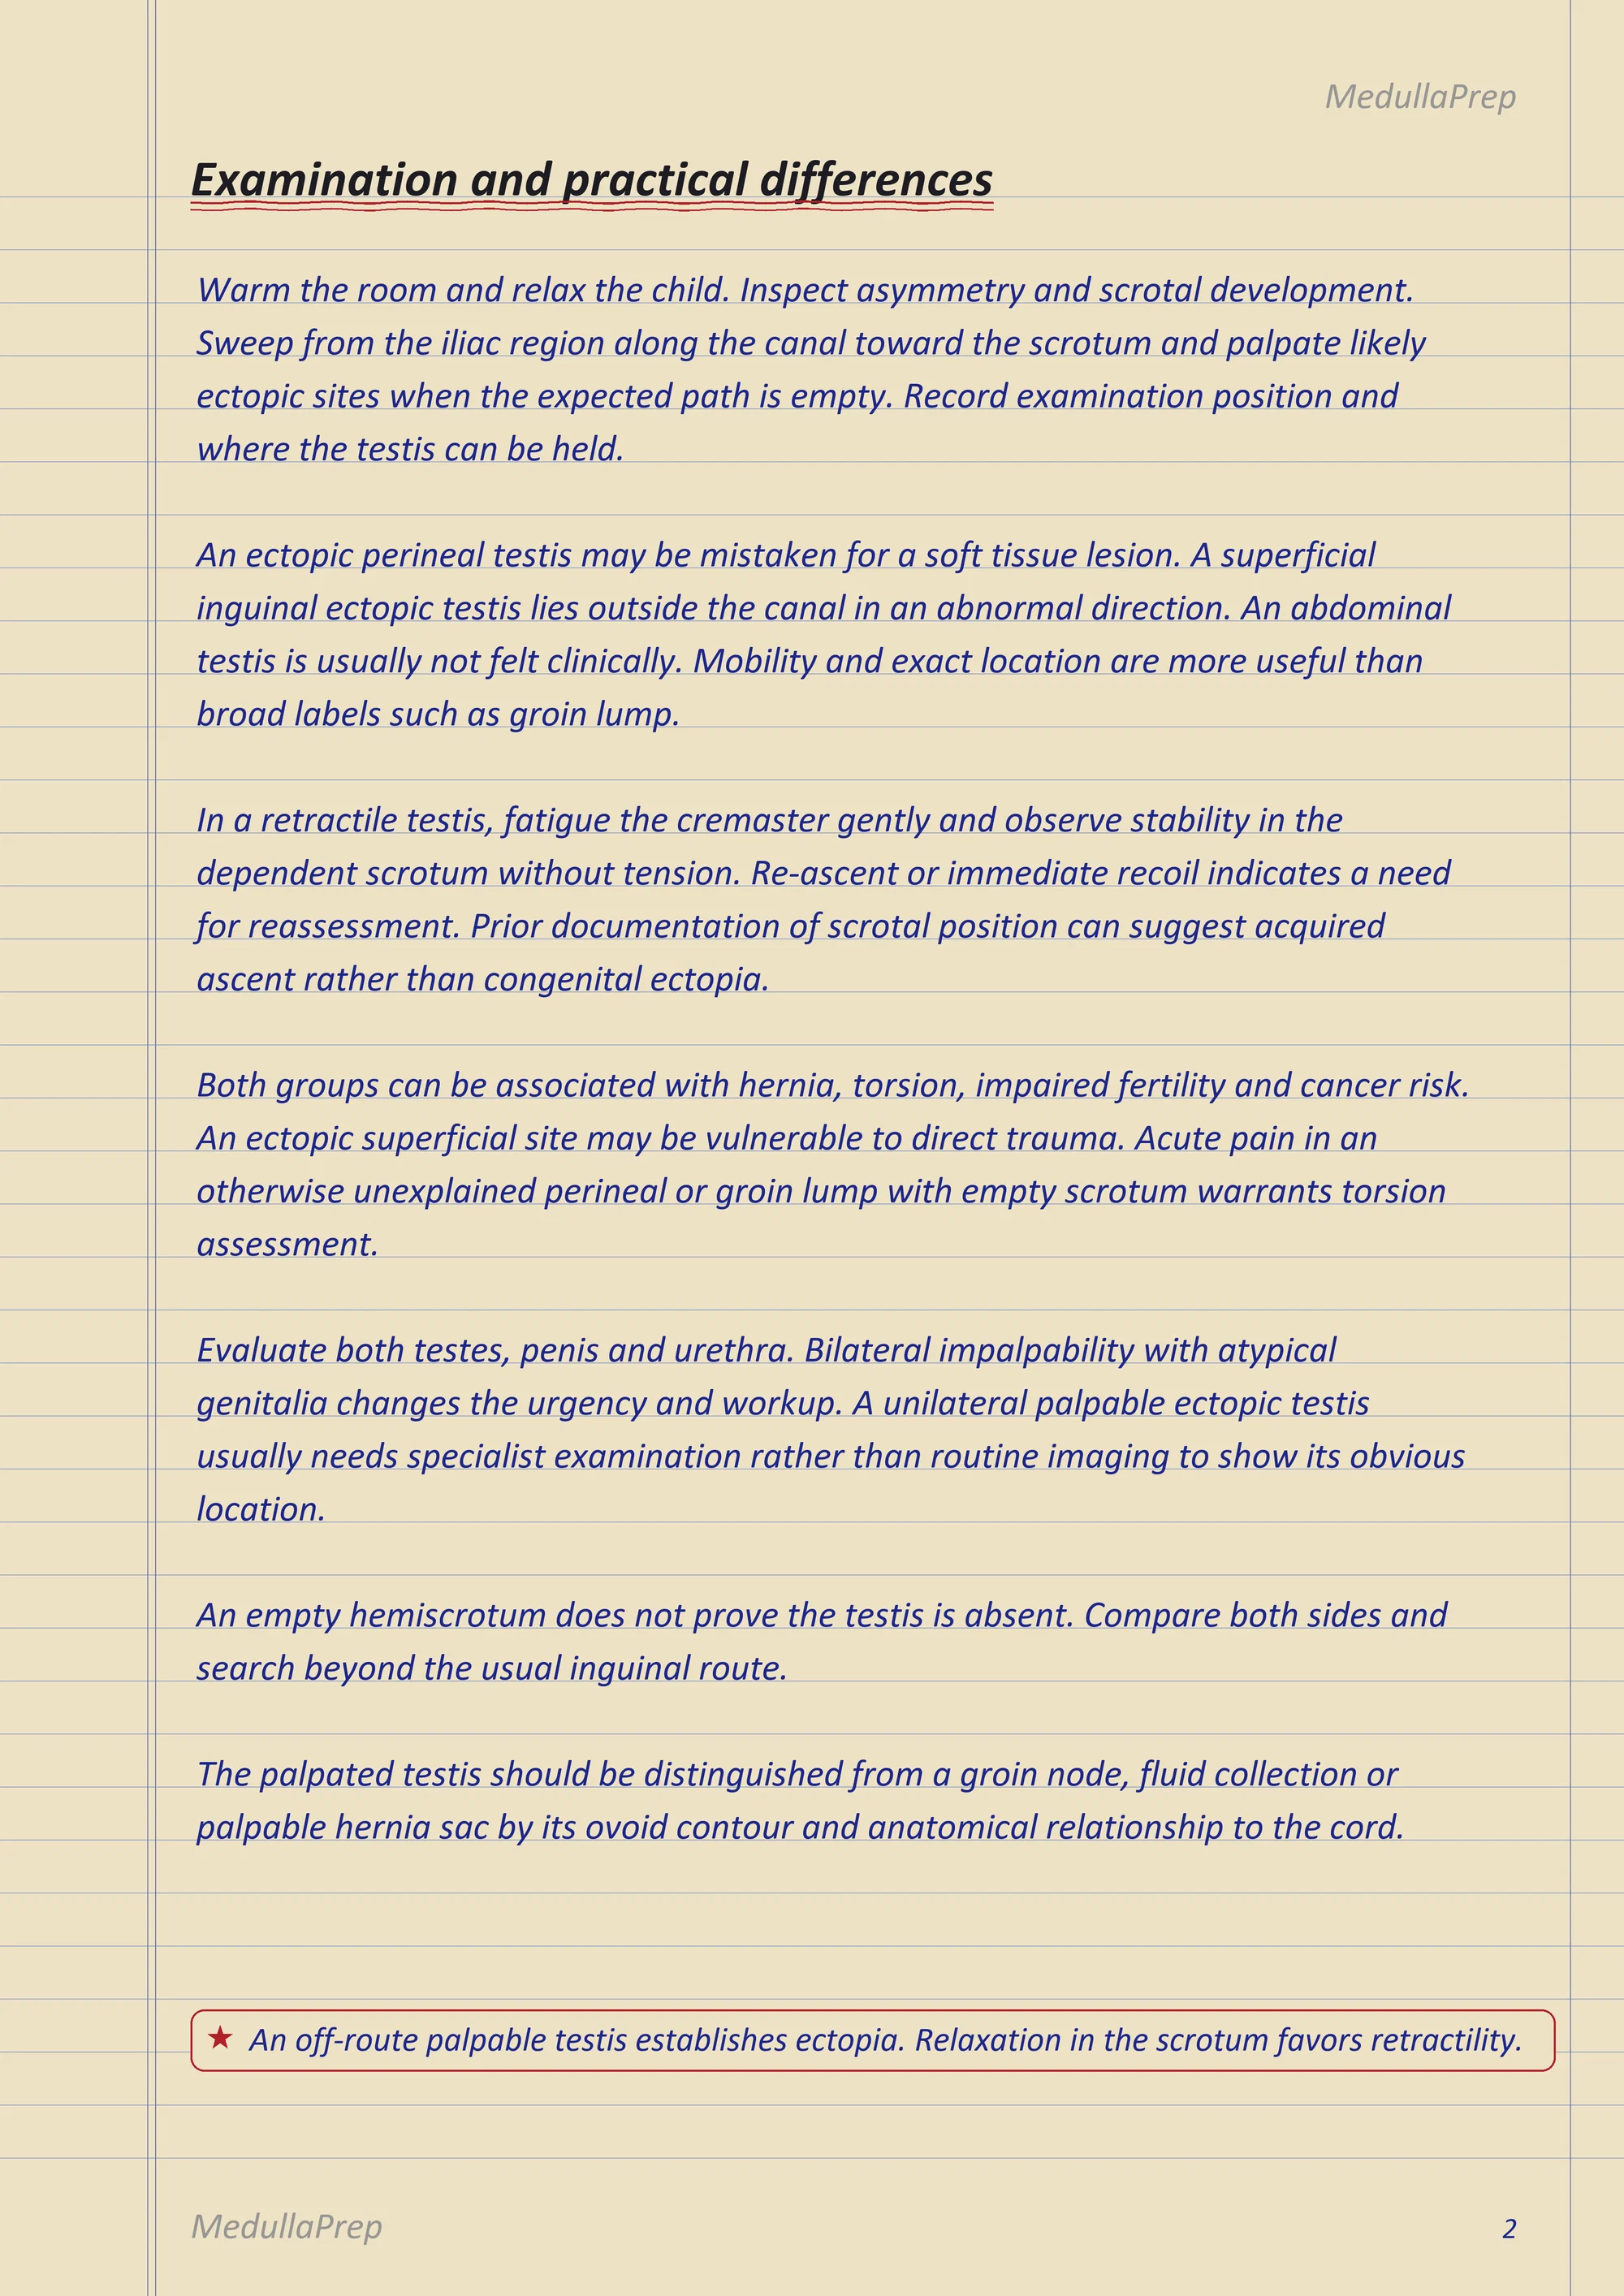 MedullaPrep
Examination and practical differences
Warm the room and relax the child. Inspect asymmetry and scrotal development.
Sweep from the iliac region along the canal toward the scrotum and palpate likely
ectopic sites when the expected path is empty. Record examination position and
where the testis can be held.
An ectopic perineal testis may be mistaken for a soft tissue lesion. A superficial
inguinal ectopic testis lies outside the canal in an abnormal direction. An abdominal
testis is usually not felt clinically. Mobility and exact location are more useful than
broad labels such as groin lump.
In a retractile testis, fatigue the cremaster gently and observe stability in the
dependent scrotum without tension. Re-ascent or immediate recoil indicates a need
for reassessment. Prior documentation of scrotal position can suggest acquired
ascent rather than congenital ectopia.
Both groups can be associated with hernia, torsion, impaired fertility and cancer risk.
An ectopic superficial site may be vulnerable to direct trauma. Acute pain in an
otherwise unexplained perineal or groin lump with empty scrotum warrants torsion
assessment.
Evaluate both testes, penis and urethra. Bilateral impalpability with atypical
genitalia changes the urgency and workup. A unilateral palpable ectopic testis
usually needs specialist examination rather than routine imaging to show its obvious
location.
An empty hemiscrotum does not prove the testis is absent. Compare both sides and
search beyond the usual inguinal route.
The palpated testis should be distinguished from a groin node, fluid collection or
palpable hernia sac by its ovoid contour and anatomical relationship to the cord.
★ An off-route palpable testis establishes ectopia. Relaxation in the scrotum favors retractility.
MedullaPrep
2